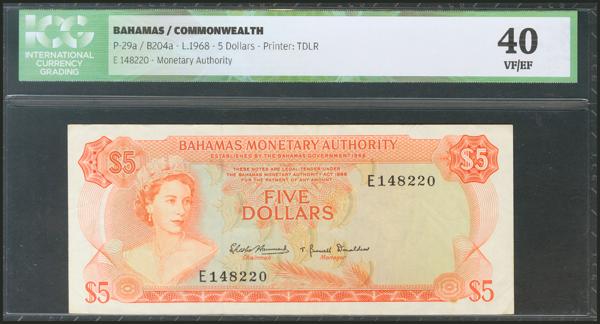 ICG
INTERNATIONAL
CURRENCY
GRADING
BAHAMAS / COMMONWEALTH
P-29a / B204a - L.1968 - 5 Dollars - Printer: TDLR
E 148220 - Monetary Authority
40
VF/EF
BAHAMAS MONETARY AUTHORITY
ESTABLISHED BY THE BAHAMAS GOVERNMENT 1968
THESE NOTES ARE LEGAL TENDER UNDER
THE BAHAMAS MONETARY AUTHORITY ACT 1968
FOR THE PAYMENT OF ANY AMOUNT
$5
$5
E148220
FIVE
DOLLARS
Chairman
Manager
E148220
$5
$5